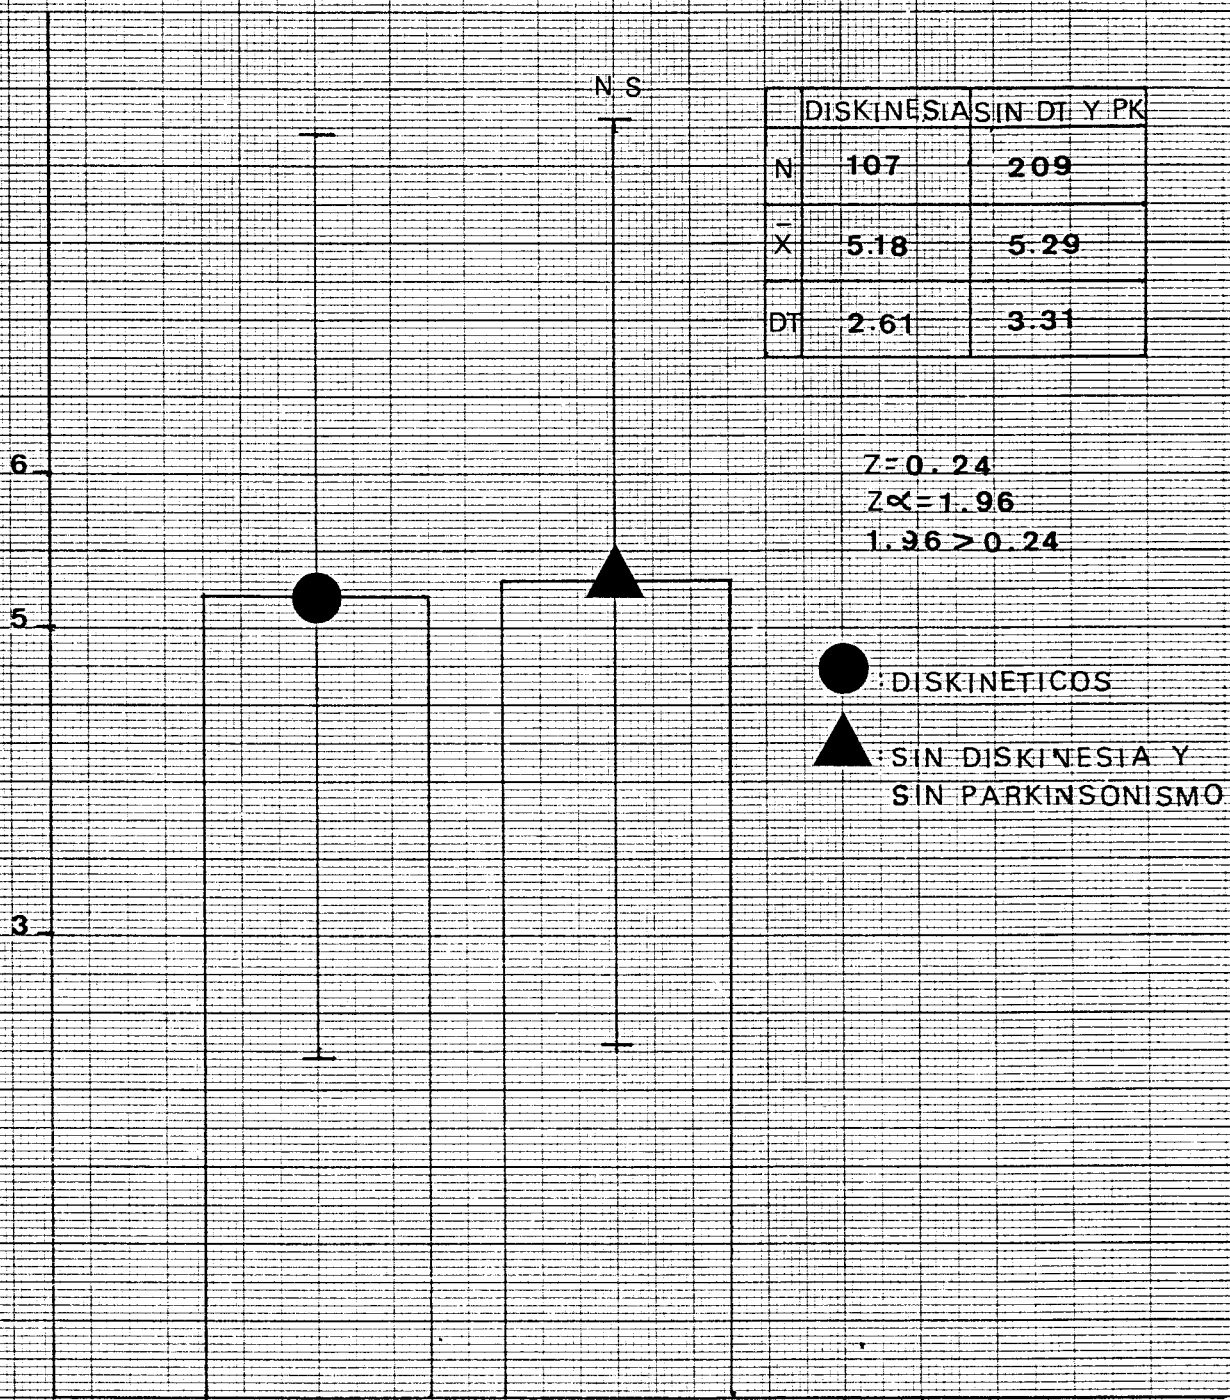 N S
DISKINESIA SIN DT Y PK
N 107 209
X̄ 5.18 5.29
DT 2.61 3.31
6
Z=0.24
Zα=1.96
1.96 > 0.24
5
: DISKINETICOS
: SIN DISKINESIA Y
SIN PARKINSONISMO
3